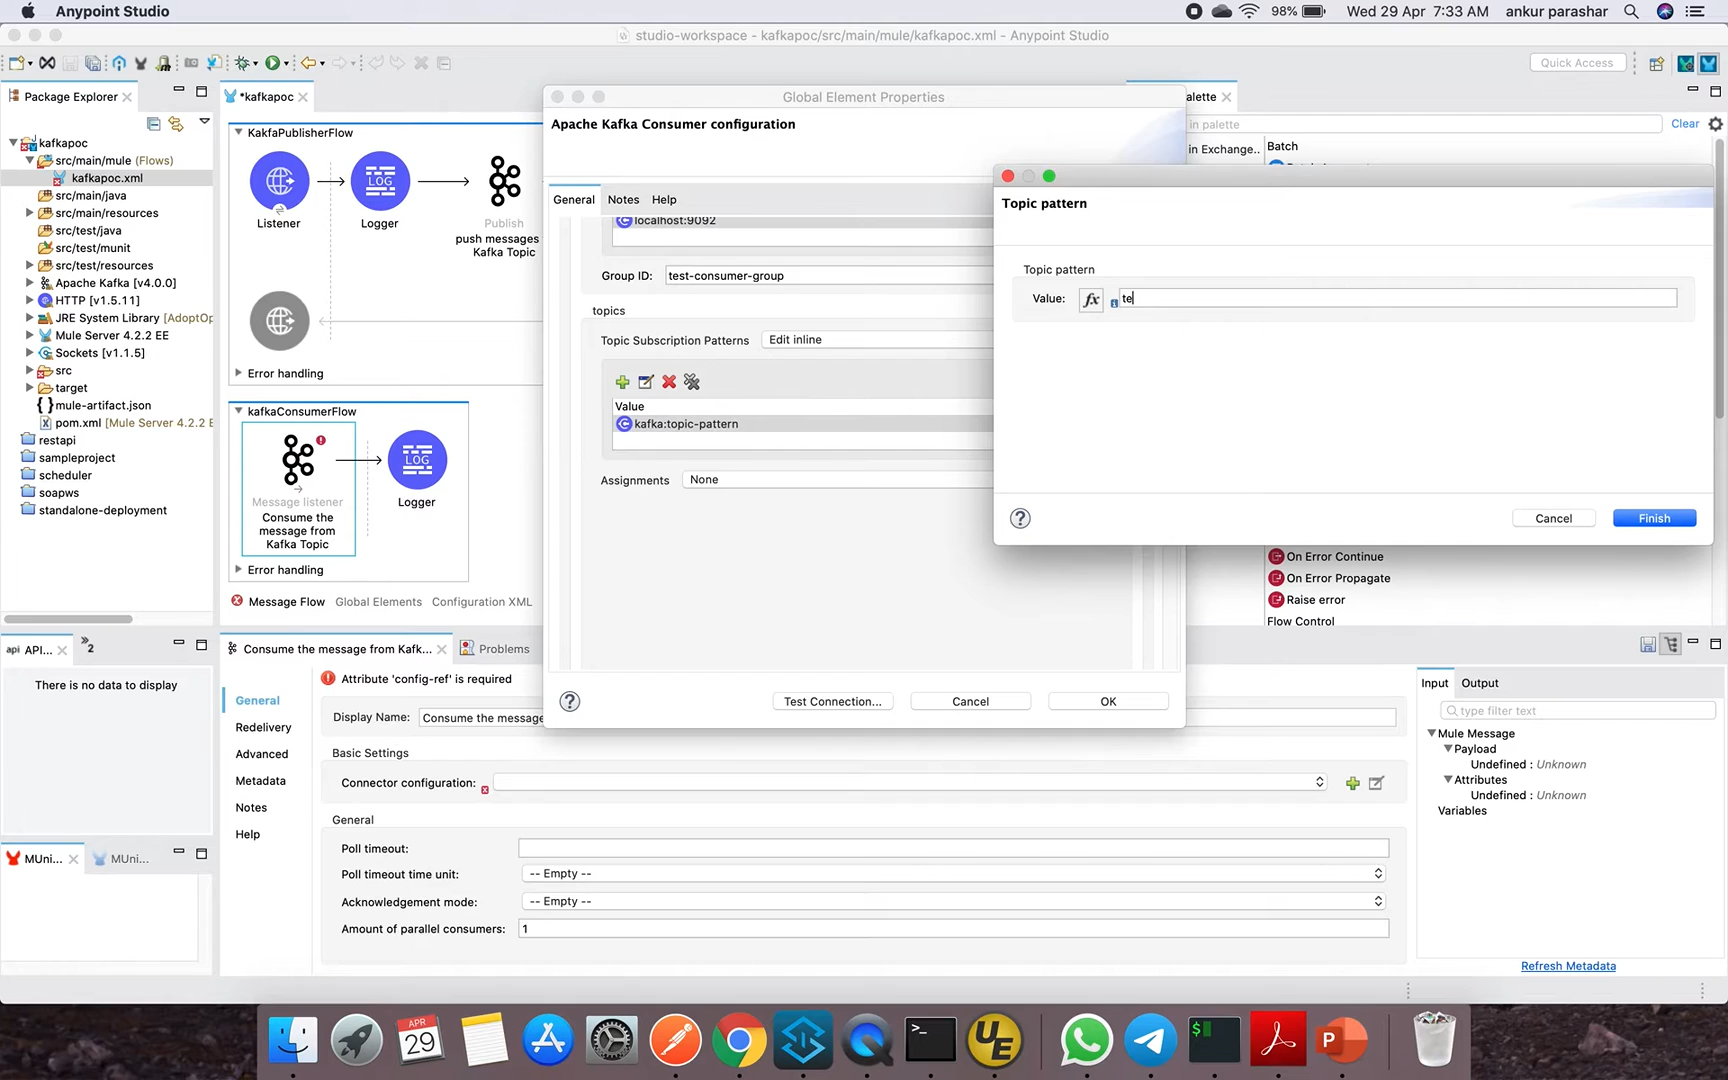 Anypoint Studio
98%
Wed 29 Apr 7:33 AM
ankur parashar
studio-workspace - kafkapoc/src/main/mule/kafkapoc.xml - Anypoint Studio
Quick Access
Package Explorer
*kafkapoc
Global Element Properties
alette
KakfaPublisherFlow
Apache Kafka Consumer configuration
in palette
Clear
kafkapoc
src/main/mule (Flows)
kafkapoc.xml
src/main/java
src/main/resources
src/test/java
src/test/munit
src/test/resources
Apache Kafka [v4.0.0]
HTTP [v1.5.11]
JRE System Library [AdoptOp
Mule Server 4.2.2 EE
Sockets [v1.1.5]
src
target
mule-artifact.json
pom.xml [Mule Server 4.2.2 E
restapi
sampleproject
scheduler
soapws
standalone-deployment
LOG
Listener
Logger
Publish
push messages
Kafka Topic
Error handling
kafkaConsumerFlow
LOG
Message listener
Consume the
message from
Kafka Topic
Logger
Error handling
Message Flow
Global Elements
Configuration XML
General
Notes
Help
localhost:9092
Group ID:
test-consumer-group
topics
Topic Subscription Patterns
Edit inline
Value
kafka:topic-pattern
Assignments
None
Test Connection...
Cancel
OK
in Exchange..
Batch
Topic pattern
Topic pattern
Value:
fx
te
Cancel
Finish
On Error Continue
On Error Propagate
Raise error
Flow Control
api API...
2
There is no data to display
MUni...
MUni...
Consume the message from Kafk...
Problems
General
Redelivery
Advanced
Metadata
Notes
Help
Attribute 'config-ref' is required
Display Name:
Consume the message
Basic Settings
Connector configuration:
General
Poll timeout:
Poll timeout time unit:
-- Empty --
Acknowledgement mode:
-- Empty --
Amount of parallel consumers:
1
Input
Output
type filter text
Mule Message
Payload
Undefined : Unknown
Attributes
Undefined : Unknown
Variables
Refresh Metadata
APR
29
>_
UE
$
P